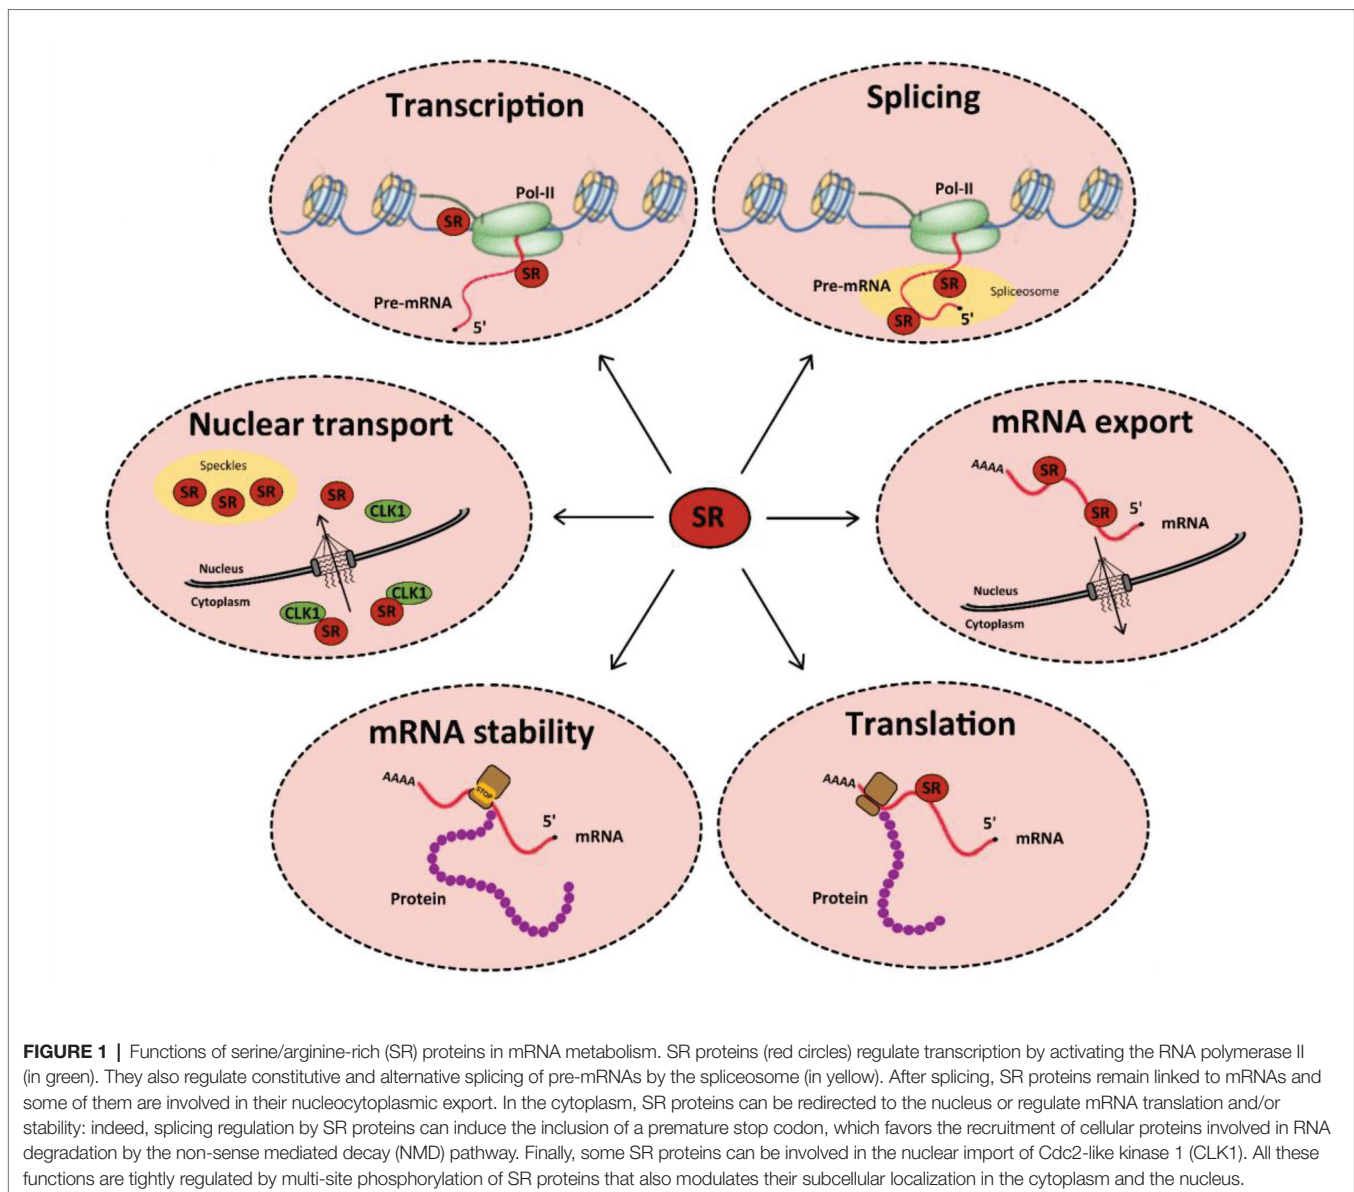 Transcription
Pol-II
SR
SR
Pre-mRNA
5'
Splicing
Pol-II
Pre-mRNA
SR
Spliceosome
SR
5'
Nuclear transport
Speckles
SR
SR
SR
SR
CLK1
Nucleus
Cytoplasm
CLK1
SR
CLK1
SR
SR
mRNA export
AAAA
SR
SR
5'
mRNA
Nucleus
Cytoplasm
mRNA stability
AAAA
STOP
5'
mRNA
Protein
Translation
AAAA
SR
5'
mRNA
Protein
FIGURE 1 | Functions of serine/arginine-rich (SR) proteins in mRNA metabolism. SR proteins (red circles) regulate transcription by activating the RNA polymerase II
(in green). They also regulate constitutive and alternative splicing of pre-mRNAs by the spliceosome (in yellow). After splicing, SR proteins remain linked to mRNAs and
some of them are involved in their nucleocytoplasmic export. In the cytoplasm, SR proteins can be redirected to the nucleus or regulate mRNA translation and/or
stability: indeed, splicing regulation by SR proteins can induce the inclusion of a premature stop codon, which favors the recruitment of cellular proteins involved in RNA
degradation by the non-sense mediated decay (NMD) pathway. Finally, some SR proteins can be involved in the nuclear import of Cdc2-like kinase 1 (CLK1). All these
functions are tightly regulated by multi-site phosphorylation of SR proteins that also modulates their subcellular localization in the cytoplasm and the nucleus.